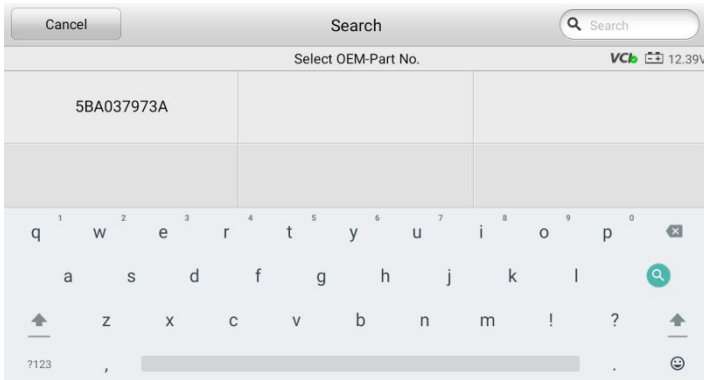 Cancel Search Search
Select OEM-Part No. VCI 12.39V
5BA037973A
1 2 3 4 5 6 7 8 9 0
q w e r t y u i o p
a s d f g h j k l
z x c v b n m ! ?
?123 , .